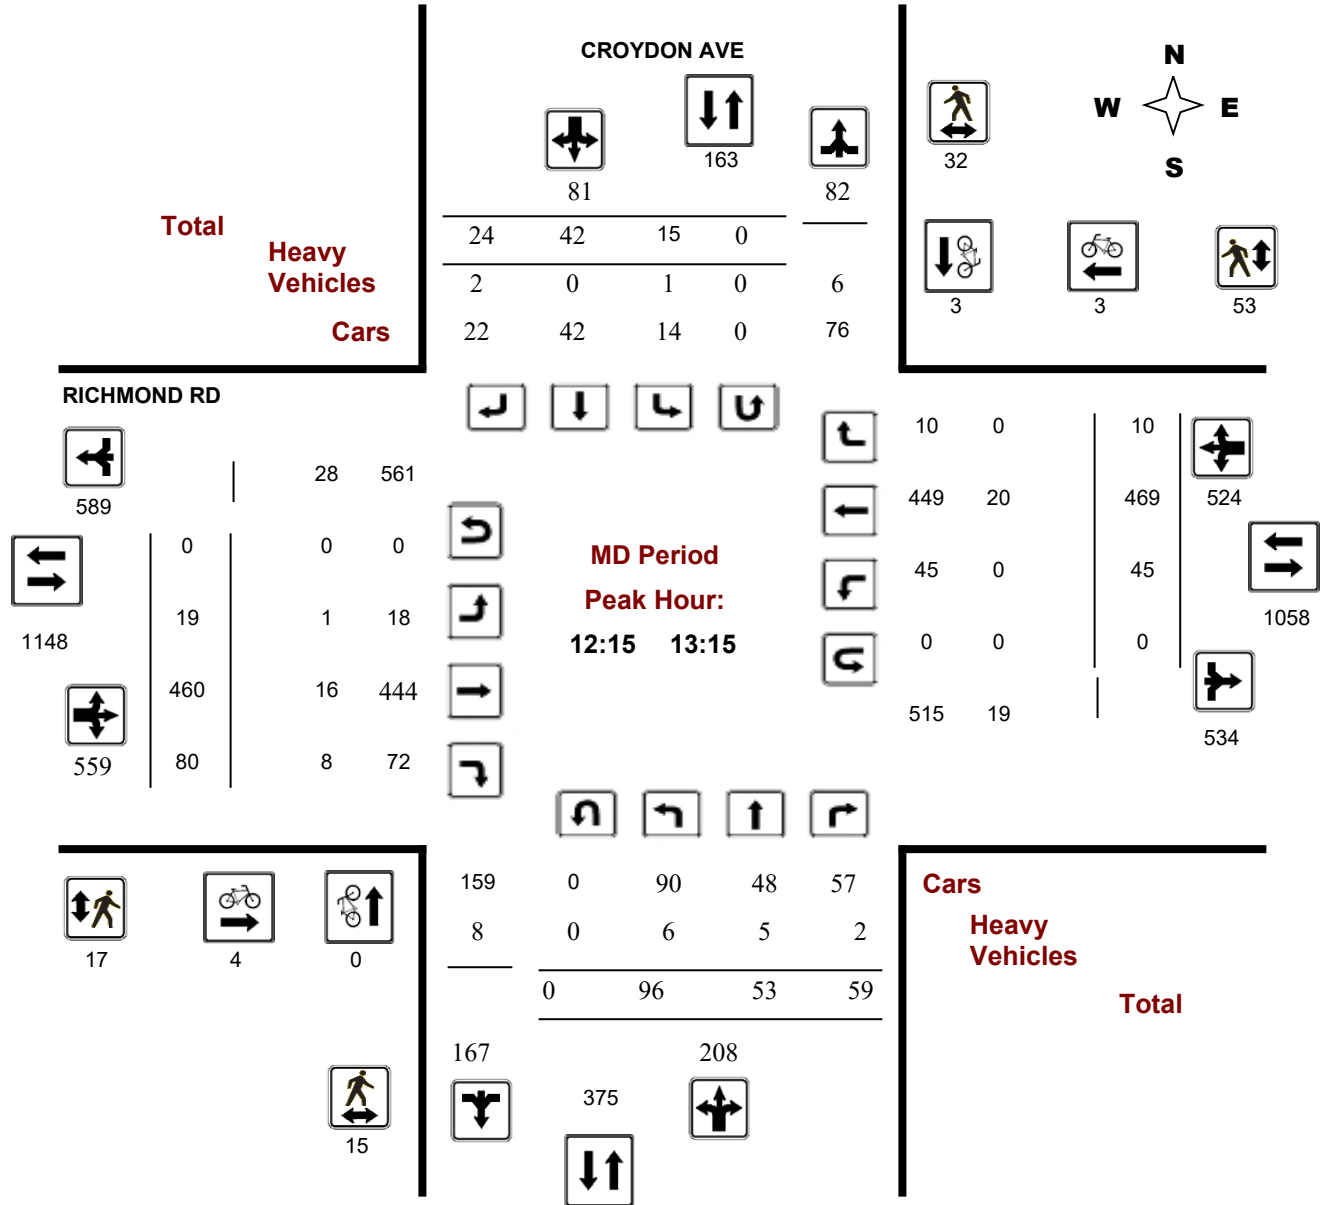 CROYDON AVE
N
W E
S
163
32
81 82
Total
24 42 15 0
Heavy
Vehicles
2 0 1 0 6
3 3 53
Cars
22 42 14 0 76
RICHMOND RD
10 0 10
28 561
589
449 20 469 524
0 0 0
MD Period
45 0 45
19 1 18
Peak Hour:
1148
12:15 13:15
1058
0 0 0
460 16 444
515 19
534
559 80 8 72
159 0 90 48 57
Cars
8 0 6 5 2
Heavy
Vehicles
17 4 0
0 96 53 59
Total
167 208
375
15